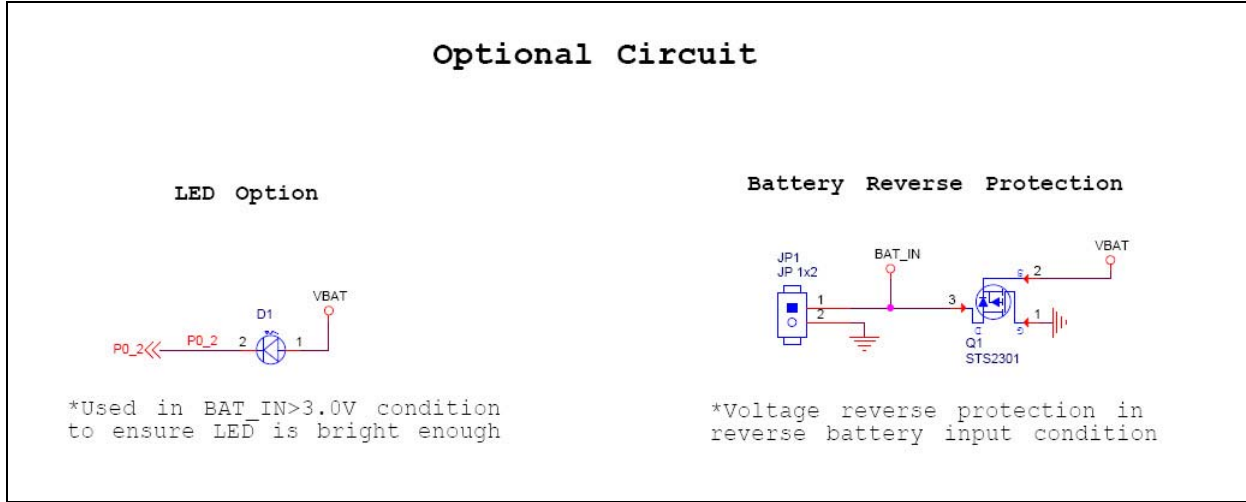 Optional Circuit
LED Option
Battery Reverse Protection
VBAT
D1
P0_2
P0_2
2
1
*Used in BAT_IN>3.0V condition
to ensure LED is bright enough
JP1
JP 1x2
BAT_IN
VBAT
1
2
3
S
2
D
G
1
Q1
STS2301
*Voltage reverse protection in
reverse battery input condition